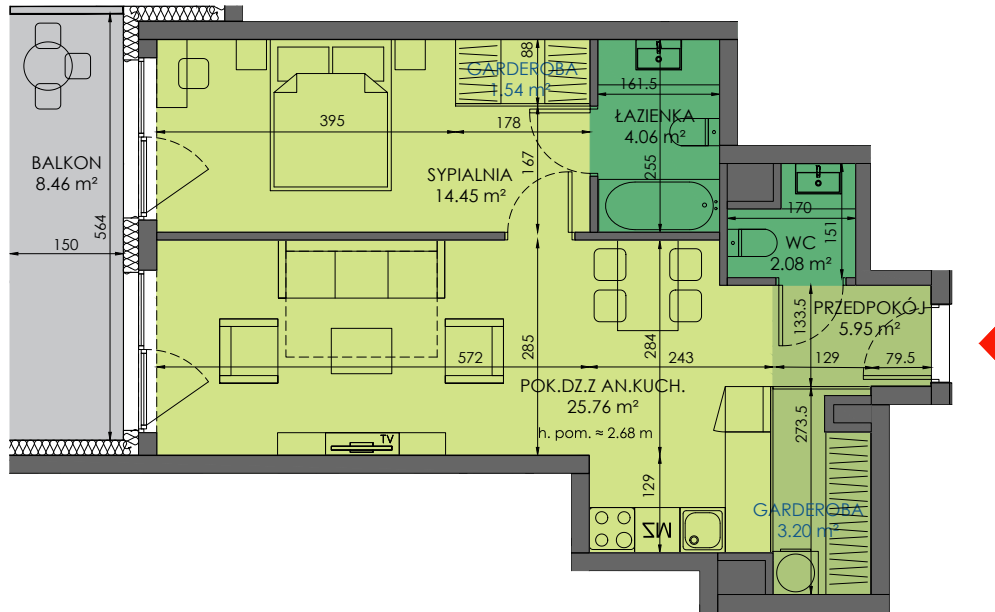 88
GARDEROBA
1.54 m²
161.5
ŁAZIENKA
4.06 m²
395
178
167
255
BALKON
8.46 m²
SYPIALNIA
14.45 m²
564
150
170
151
WC
2.08 m²
PRZEDPOKÓJ
5.95 m²
133.5
572
285
284
243
129
79.5
POK.DZ.Z AN.KUCH.
25.76 m²
h. pom. ≈ 2.68 m
TV
273.5
129
ZM
GARDEROBA
3.20 m²